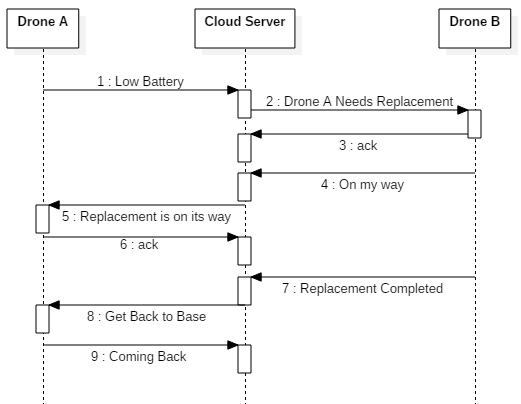 Drone A
Cloud Server
Drone B
1 : Low Battery
2 : Drone A Needs Replacement
3 : ack
4 : On my way
5 : Replacement is on its way
6 : ack
7 : Replacement Completed
8 : Get Back to Base
9 : Coming Back